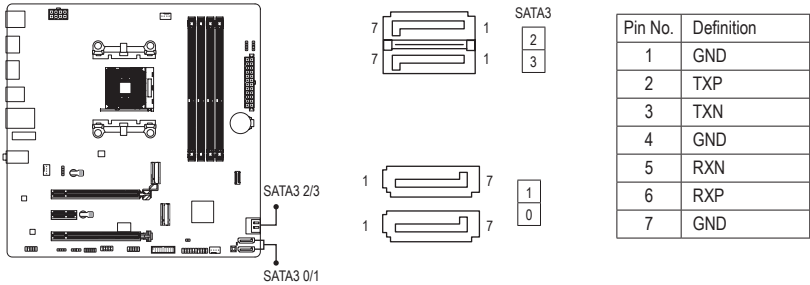 SATA3
7 1
2
7 1
3
SATA3 2/3
1 7
1
1 7
0
SATA3 0/1
Pin No. Definition
1 GND
2 TXP
3 TXN
4 GND
5 RXN
6 RXP
7 GND